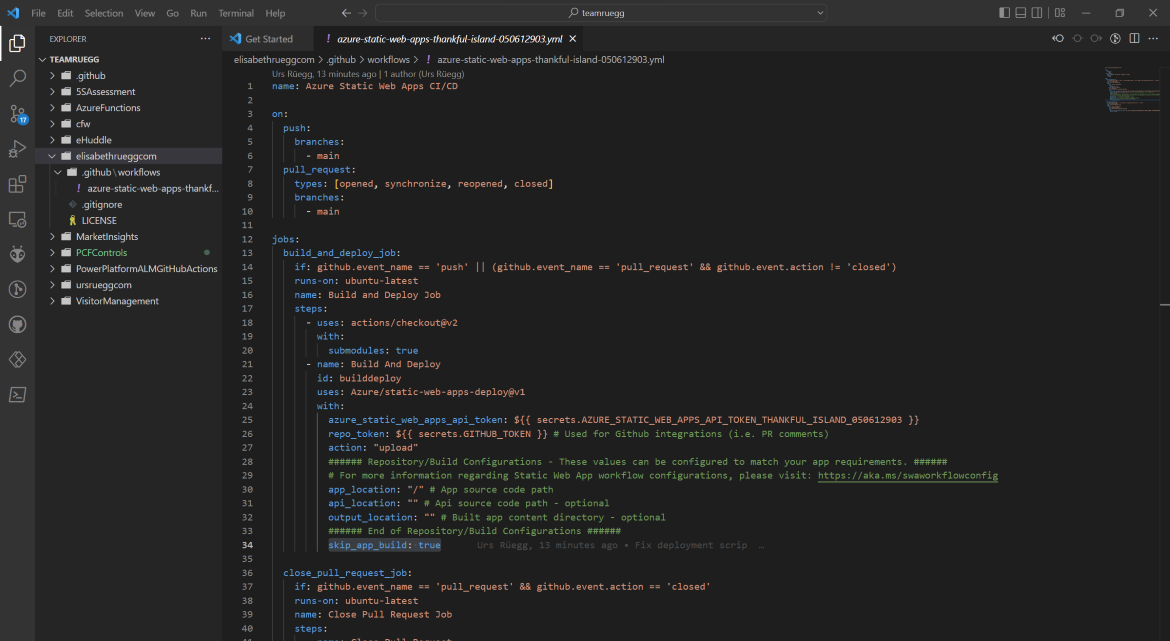 File Edit Selection View Go Run Terminal Help
teamruegg
EXPLORER
Get Started
! azure-static-web-apps-thankful-island-050612903.yml
TEAMRUEGG
.github
5SAssessment
AzureFunctions
cfw
eHuddle
elisabethrueggcom
.github\workflows
! azure-static-web-apps-thankf...
.gitignore
LICENSE
MarketInsights
PCFControls
PowerPlatformALMGitHubActions
ursrueggcom
VisitorManagement
17
elisabethrueggcom > .github > workflows > ! azure-static-web-apps-thankful-island-050612903.yml
Urs Rüegg, 13 minutes ago | 1 author (Urs Rüegg)
1 name: Azure Static Web Apps CI/CD
2
3 on:
4 push:
5 branches:
6 - main
7 pull_request:
8 types: [opened, synchronize, reopened, closed]
9 branches:
10 - main
11
12 jobs:
13 build_and_deploy_job:
14 if: github.event_name == 'push' || (github.event_name == 'pull_request' && github.event.action != 'closed')
15 runs-on: ubuntu-latest
16 name: Build and Deploy Job
17 steps:
18 - uses: actions/checkout@v2
19 with:
20 submodules: true
21 - name: Build And Deploy
22 id: builddeploy
23 uses: Azure/static-web-apps-deploy@v1
24 with:
25 azure_static_web_apps_api_token: ${{ secrets.AZURE_STATIC_WEB_APPS_API_TOKEN_THANKFUL_ISLAND_050612903 }}
26 repo_token: ${{ secrets.GITHUB_TOKEN }} # Used for Github integrations (i.e. PR comments)
27 action: "upload"
28 ###### Repository/Build Configurations - These values can be configured to match your app requirements. ######
29 # For more information regarding Static Web App workflow configurations, please visit: https://aka.ms/swaworkflowconfig
30 app_location: "/" # App source code path
31 api_location: "" # Api source code path - optional
32 output_location: "" # Built app content directory - optional
33 ###### End of Repository/Build Configurations ######
34 skip_app_build: true Urs Rüegg, 13 minutes ago • Fix deployment scrip …
35
36 close_pull_request_job:
37 if: github.event_name == 'pull_request' && github.event.action == 'closed'
38 runs-on: ubuntu-latest
39 name: Close Pull Request Job
40 steps: